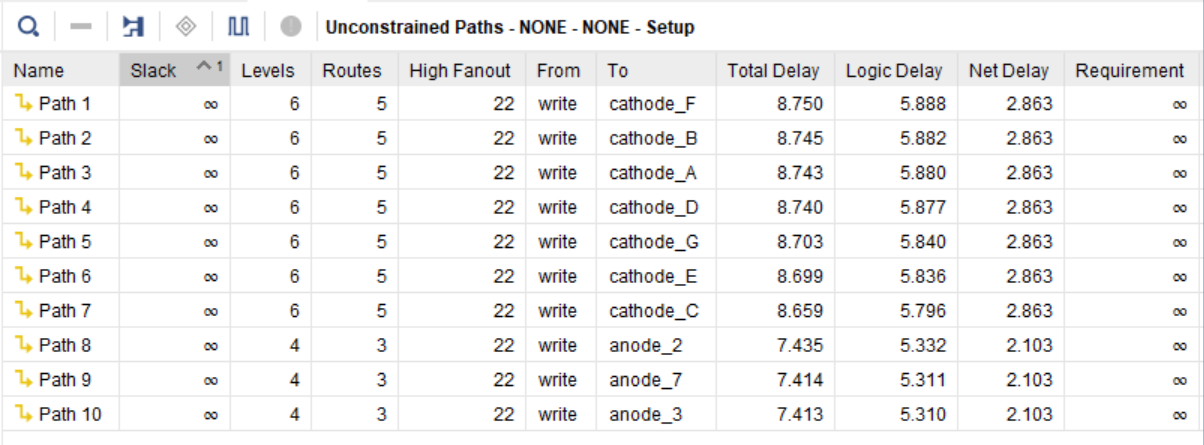 Unconstrained Paths - NONE - NONE - Setup
Name Slack ^ 1 Levels Routes High Fanout From To Total Delay Logic Delay Net Delay Requirement
Path 1 ∞ 6 5 22 write cathode_F 8.750 5.888 2.863 ∞
Path 2 ∞ 6 5 22 write cathode_B 8.745 5.882 2.863 ∞
Path 3 ∞ 6 5 22 write cathode_A 8.743 5.880 2.863 ∞
Path 4 ∞ 6 5 22 write cathode_D 8.740 5.877 2.863 ∞
Path 5 ∞ 6 5 22 write cathode_G 8.703 5.840 2.863 ∞
Path 6 ∞ 6 5 22 write cathode_E 8.699 5.836 2.863 ∞
Path 7 ∞ 6 5 22 write cathode_C 8.659 5.796 2.863 ∞
Path 8 ∞ 4 3 22 write anode_2 7.435 5.332 2.103 ∞
Path 9 ∞ 4 3 22 write anode_7 7.414 5.311 2.103 ∞
Path 10 ∞ 4 3 22 write anode_3 7.413 5.310 2.103 ∞